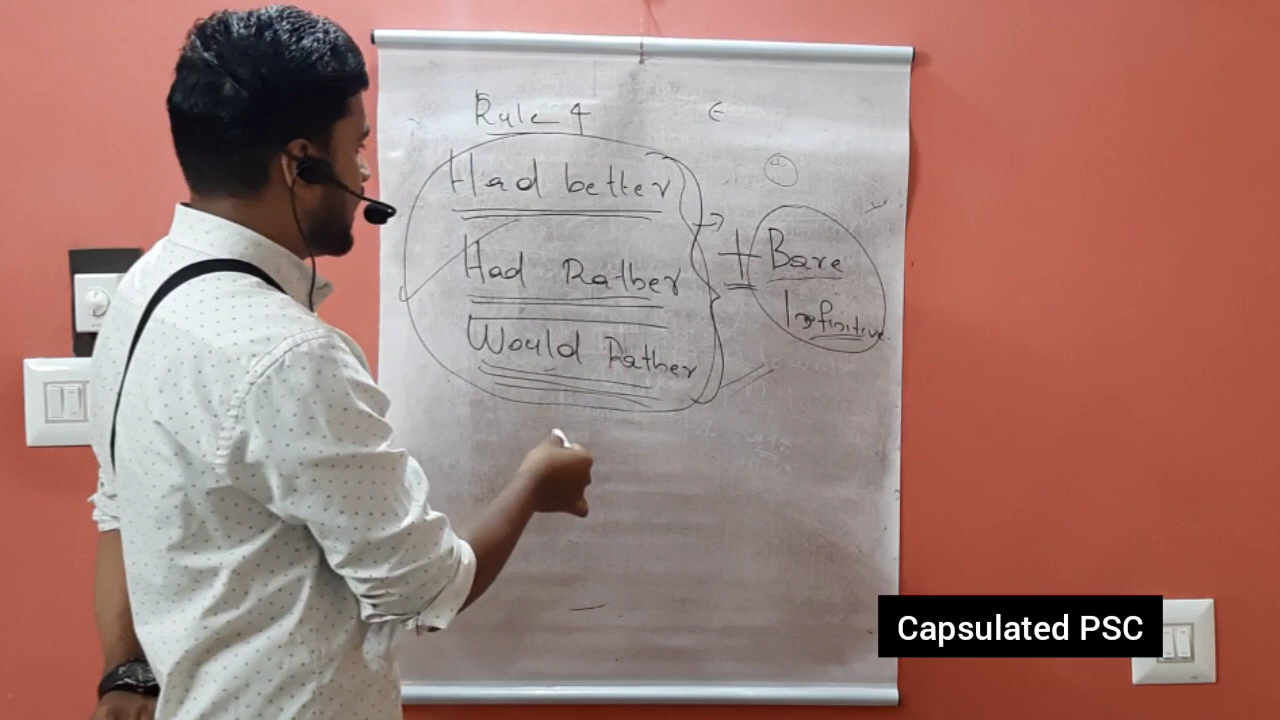 Rule 4
Had better
Had Rather
Would Rather
+ Bare
Infinitive
Capsulated PSC